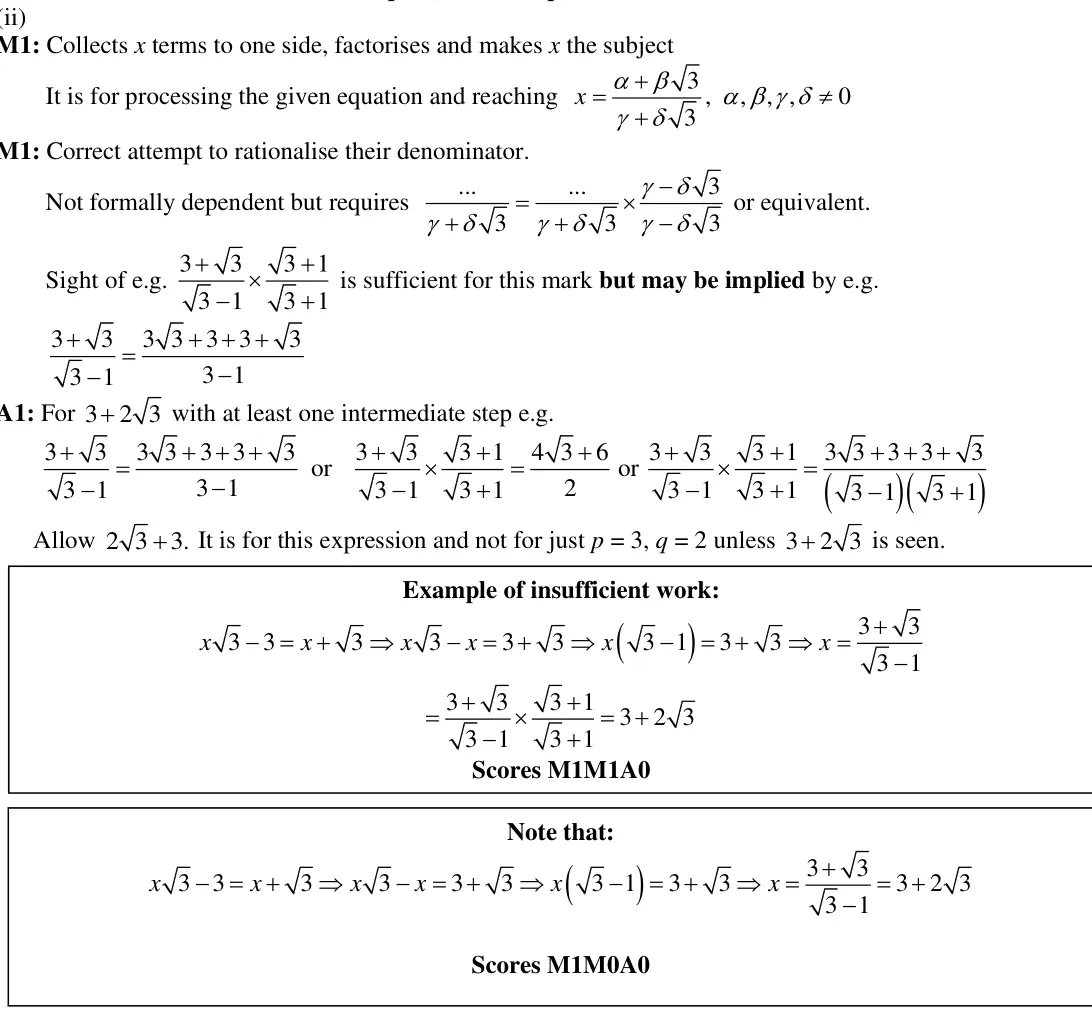 (ii)
M1: Collects x terms to one side, factorises and makes x the subject
It is for processing the given equation and reaching x = (α + β√3)/(γ + δ√3), α, β, γ, δ ≠ 0
M1: Correct attempt to rationalise their denominator.
Not formally dependent but requires .../(γ + δ√3) = .../(γ + δ√3) × (γ − δ√3)/(γ − δ√3) or equivalent.
Sight of e.g. (3+√3)/(√3−1) × (√3+1)/(√3+1) is sufficient for this mark but may be implied by e.g.
(3+√3)/(√3−1) = (3√3+3+3+√3)/(3−1)
A1: For 3+2√3 with at least one intermediate step e.g.
(3+√3)/(√3−1) = (3√3+3+3+√3)/(3−1) or (3+√3)/(√3−1) × (√3+1)/(√3+1) = (4√3+6)/2 or (3+√3)/(√3−1) × (√3+1)/(√3+1) = (3√3+3+3+√3)/((√3−1)(√3+1))
Allow 2√3+3. It is for this expression and not for just p = 3, q = 2 unless 3+2√3 is seen.
Example of insufficient work:
x√3−3 = x+√3 ⇒ x√3−x = 3+√3 ⇒ x(√3−1) = 3+√3 ⇒ x = (3+√3)/(√3−1)
= (3+√3)/(√3−1) × (√3+1)/(√3+1) = 3+2√3
Scores M1M1A0
Note that:
x√3−3 = x+√3 ⇒ x√3−x = 3+√3 ⇒ x(√3−1) = 3+√3 ⇒ x = (3+√3)/(√3−1) = 3+2√3
Scores M1M0A0